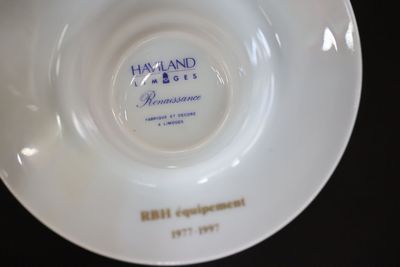 HAVILAND
LIMOGES
Renaissance
FABRIQUE ET DECORE
A LIMOGES
RBH équipement
1977-1997